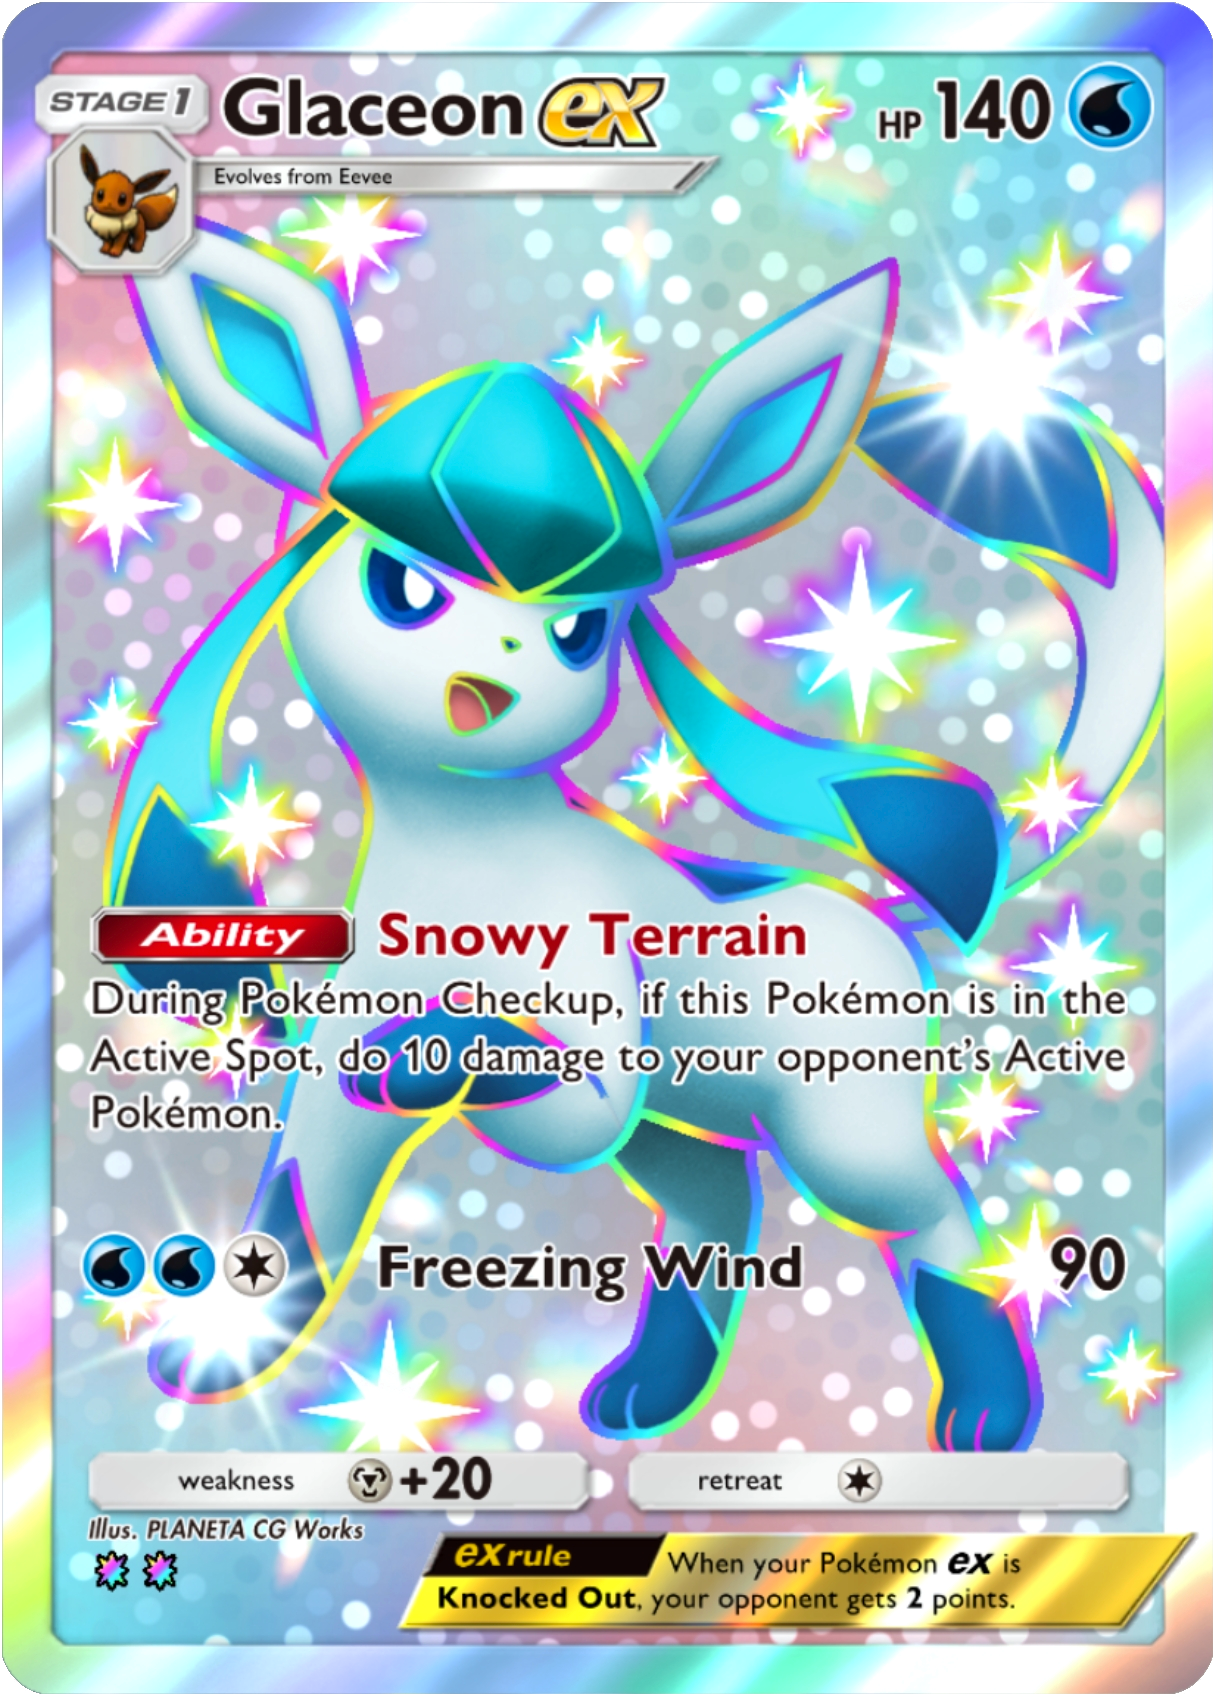 STAGE 1 Glaceon ex HP 140
Evolves from Eevee
Ability Snowy Terrain
During Pokémon Checkup, if this Pokémon is in the
Active Spot, do 10 damage to your opponent's Active
Pokémon.
Freezing Wind 90
weakness +20 retreat
Illus. PLANETA CG Works
ex rule When your Pokémon ex is
Knocked Out, your opponent gets 2 points.